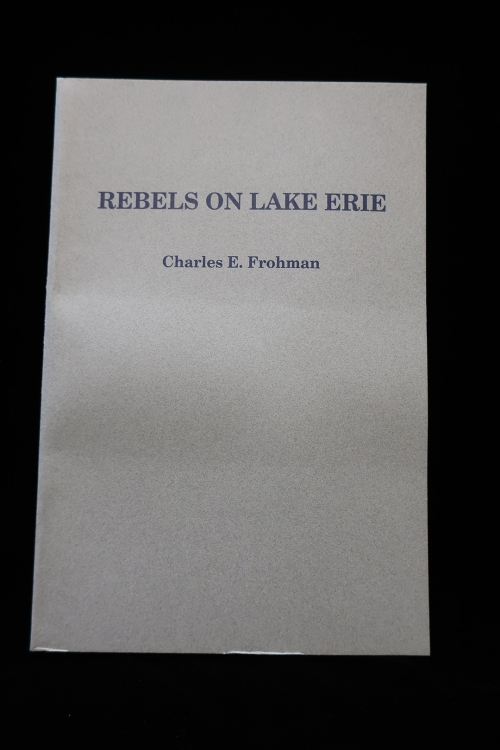 REBELS ON LAKE ERIE
Charles E. Frohman